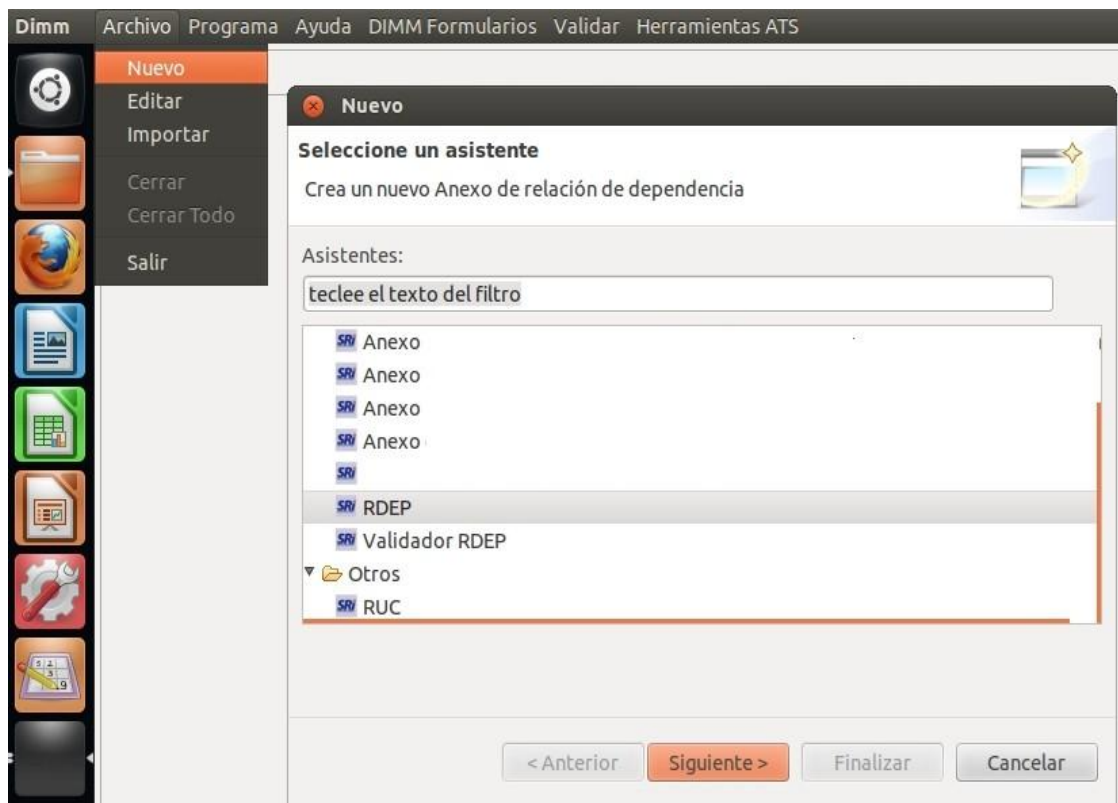 Dimm Archivo Programa Ayuda DIMM Formularios Validar Herramientas ATS
Nuevo
Editar
Importar
Cerrar
Cerrar Todo
Salir
Nuevo
Seleccione un asistente
Crea un nuevo Anexo de relación de dependencia
Asistentes:
teclee el texto del filtro
SRi Anexo
SRi Anexo
SRi Anexo
SRi Anexo
SRi
SRi RDEP
SRi Validador RDEP
Otros
SRi RUC
< Anterior Siguiente > Finalizar Cancelar